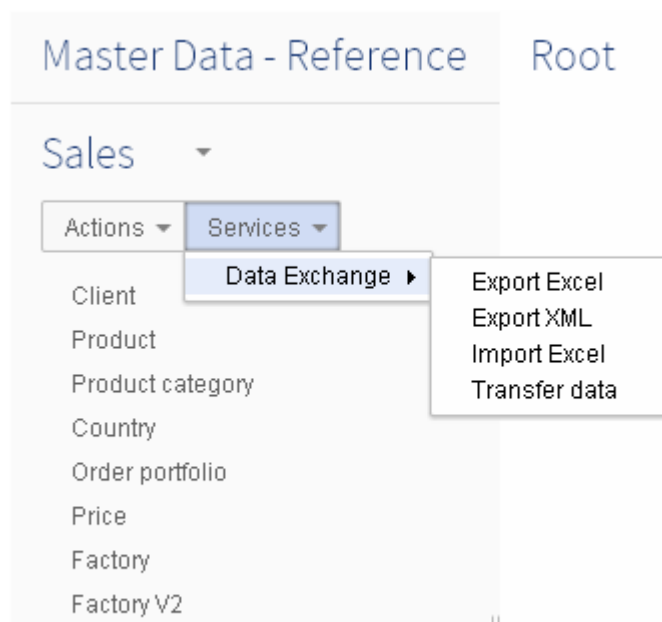 Master Data - Reference
Root
Sales
Actions
Services
Data Exchange
Export Excel
Export XML
Import Excel
Transfer data
Client
Product
Product category
Country
Order portfolio
Price
Factory
Factory V2